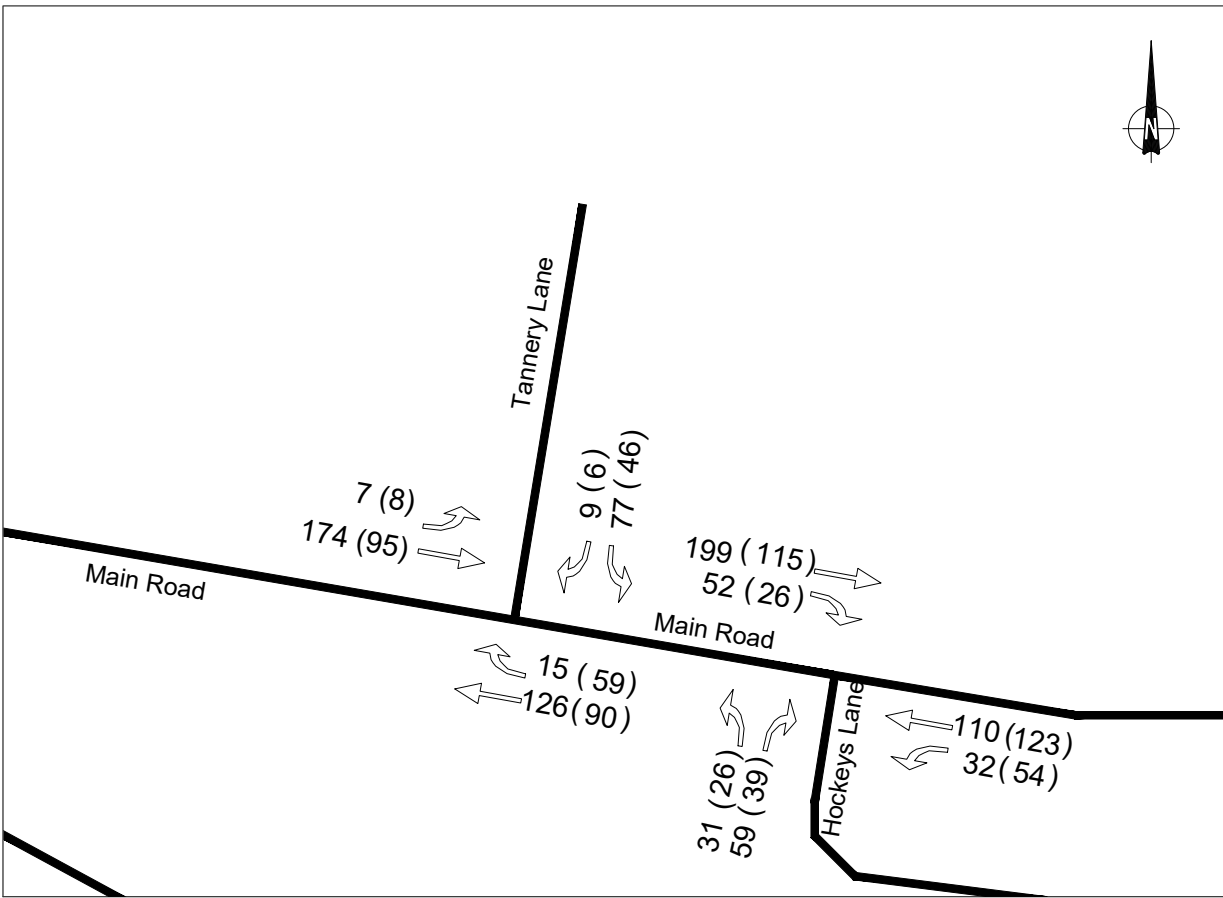 N
Tannery Lane
9 (6)
77 (46)
7 (8)
174 (95)
199 (115)
52 (26)
Main Road
Main Road
15 (59)
126(90)
31 (26)
59 (39)
Hockeys Lane
110(123)
32(54)